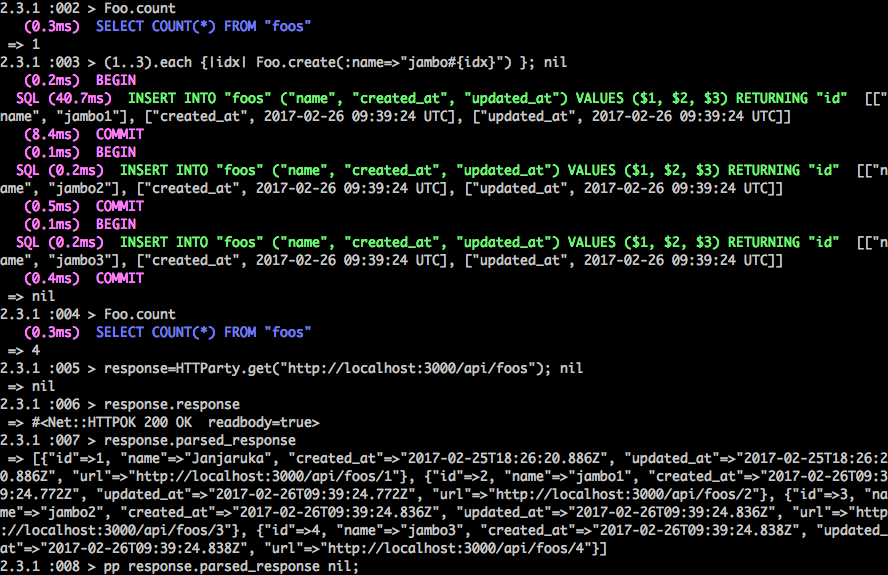 2.3.1 :002 > Foo.count
(0.3ms)  SELECT COUNT(*) FROM "foos"
=> 1
2.3.1 :003 > (1..3).each {|idx| Foo.create(:name=>"jambo#{idx}") }; nil
(0.2ms)  BEGIN
SQL (40.7ms)  INSERT INTO "foos" ("name", "created_at", "updated_at") VALUES ($1, $2, $3) RETURNING "id"  [["
name", "jambo1"], ["created_at", 2017-02-26 09:39:24 UTC], ["updated_at", 2017-02-26 09:39:24 UTC]]
(8.4ms)  COMMIT
(0.1ms)  BEGIN
SQL (0.2ms)  INSERT INTO "foos" ("name", "created_at", "updated_at") VALUES ($1, $2, $3) RETURNING "id"  [["n
ame", "jambo2"], ["created_at", 2017-02-26 09:39:24 UTC], ["updated_at", 2017-02-26 09:39:24 UTC]]
(0.5ms)  COMMIT
(0.1ms)  BEGIN
SQL (0.2ms)  INSERT INTO "foos" ("name", "created_at", "updated_at") VALUES ($1, $2, $3) RETURNING "id"  [["n
ame", "jambo3"], ["created_at", 2017-02-26 09:39:24 UTC], ["updated_at", 2017-02-26 09:39:24 UTC]]
(0.4ms)  COMMIT
=> nil
2.3.1 :004 > Foo.count
(0.3ms)  SELECT COUNT(*) FROM "foos"
=> 4
2.3.1 :005 > response=HTTParty.get("http://localhost:3000/api/foos"); nil
=> nil
2.3.1 :006 > response.response
=> #<Net::HTTPOK 200 OK  readbody=true>
2.3.1 :007 > response.parsed_response
=> [{"id"=>1, "name"=>"Janjaruka", "created_at"=>"2017-02-25T18:26:20.886Z", "updated_at"=>"2017-02-25T18:26:2
0.886Z", "url"=>"http://localhost:3000/api/foos/1"}, {"id"=>2, "name"=>"jambo1", "created_at"=>"2017-02-26T09:3
9:24.772Z", "updated_at"=>"2017-02-26T09:39:24.772Z", "url"=>"http://localhost:3000/api/foos/2"}, {"id"=>3, "na
me"=>"jambo2", "created_at"=>"2017-02-26T09:39:24.836Z", "updated_at"=>"2017-02-26T09:39:24.836Z", "url"=>"http
://localhost:3000/api/foos/3"}, {"id"=>4, "name"=>"jambo3", "created_at"=>"2017-02-26T09:39:24.838Z", "updated_
at"=>"2017-02-26T09:39:24.838Z", "url"=>"http://localhost:3000/api/foos/4"}]
2.3.1 :008 > pp response.parsed_response nil;